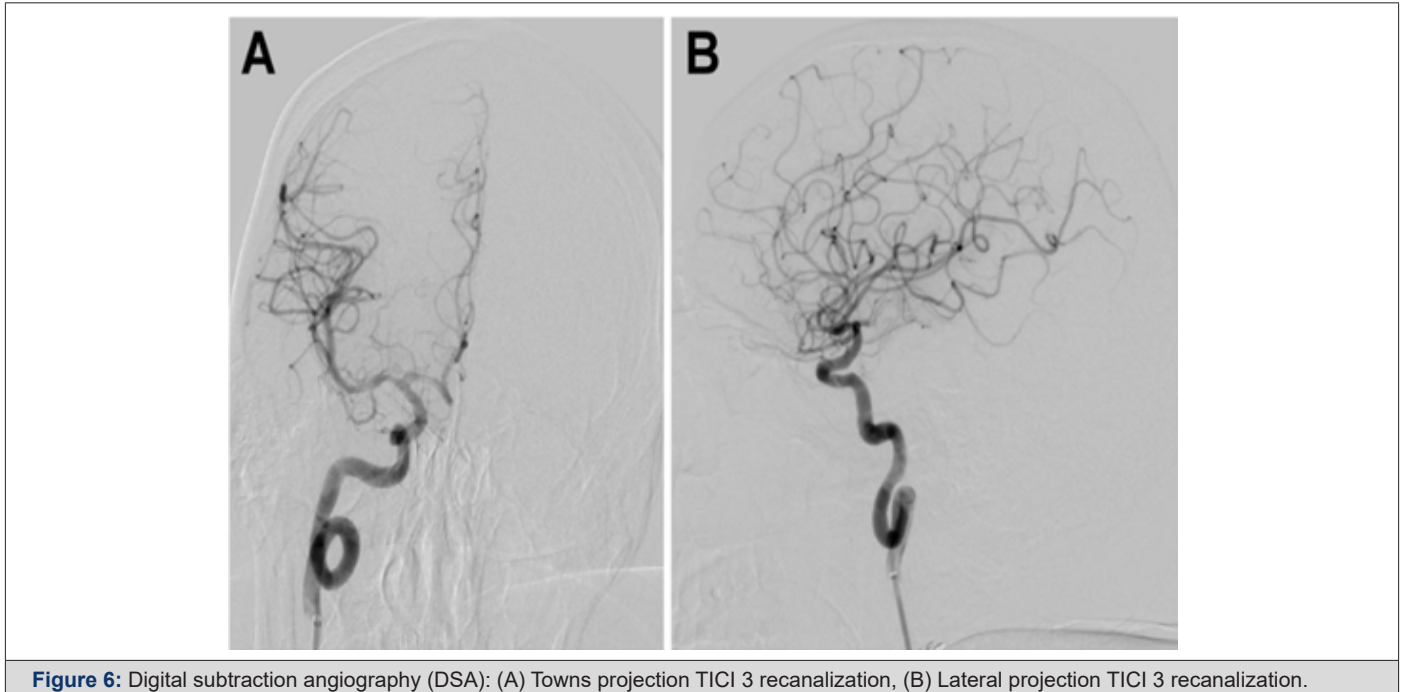 A
B
Figure 6: Digital subtraction angiography (DSA): (A) Towns projection TICI 3 recanalization, (B) Lateral projection TICI 3 recanalization.